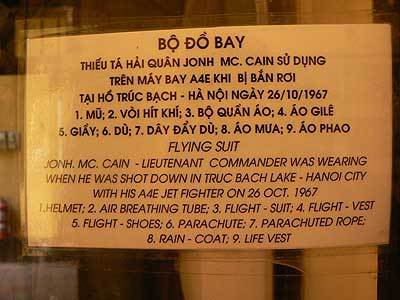 BỘ ĐỒ BAY
THIẾU TÁ HẢI QUÂN JONH MC. CAIN SỬ DỤNG
TRÊN MÁY BAY A4E KHI BỊ BẮN RƠI
TẠI HỒ TRÚC BẠCH - HÀ NỘI NGÀY 26/10/1967
1. MŨ; 2. VÒI HÍT KHÍ; 3. BỘ QUẦN ÁO; 4. ÁO GILÊ
5. GIẦY; 6. DÙ; 7. DÂY ĐẨY DÙ; 8. ÁO MƯA; 9. ÁO PHAO
FLYING SUIT
JONH. MC. CAIN - LIEUTENANT COMMANDER WAS WEARING
WHEN HE WAS SHOT DOWN IN TRUC BACH LAKE - HANOI CITY
WITH HIS A4E JET FIGHTER ON 26 OCT. 1967
1.HELMET; 2. AIR BREATHING TUBE; 3. FLIGHT - SUIT; 4. FLIGHT - VEST
5. FLIGHT - SHOES; 6. PARACHUTE; 7. PARACHUTED ROPE;
8. RAIN - COAT; 9. LIFE VEST